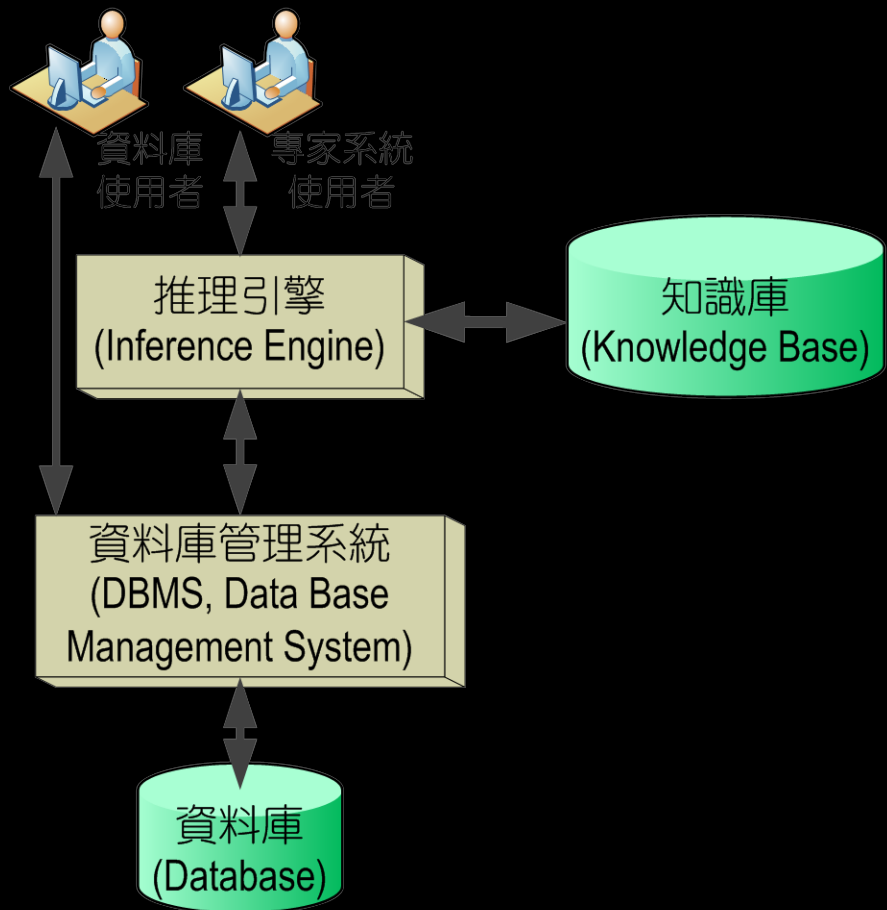 資料庫
使用者
專家系統
使用者
推理引擎
(Inference Engine)
知識庫
(Knowledge Base)
資料庫管理系統
(DBMS, Data Base
Management System)
資料庫
(Database)